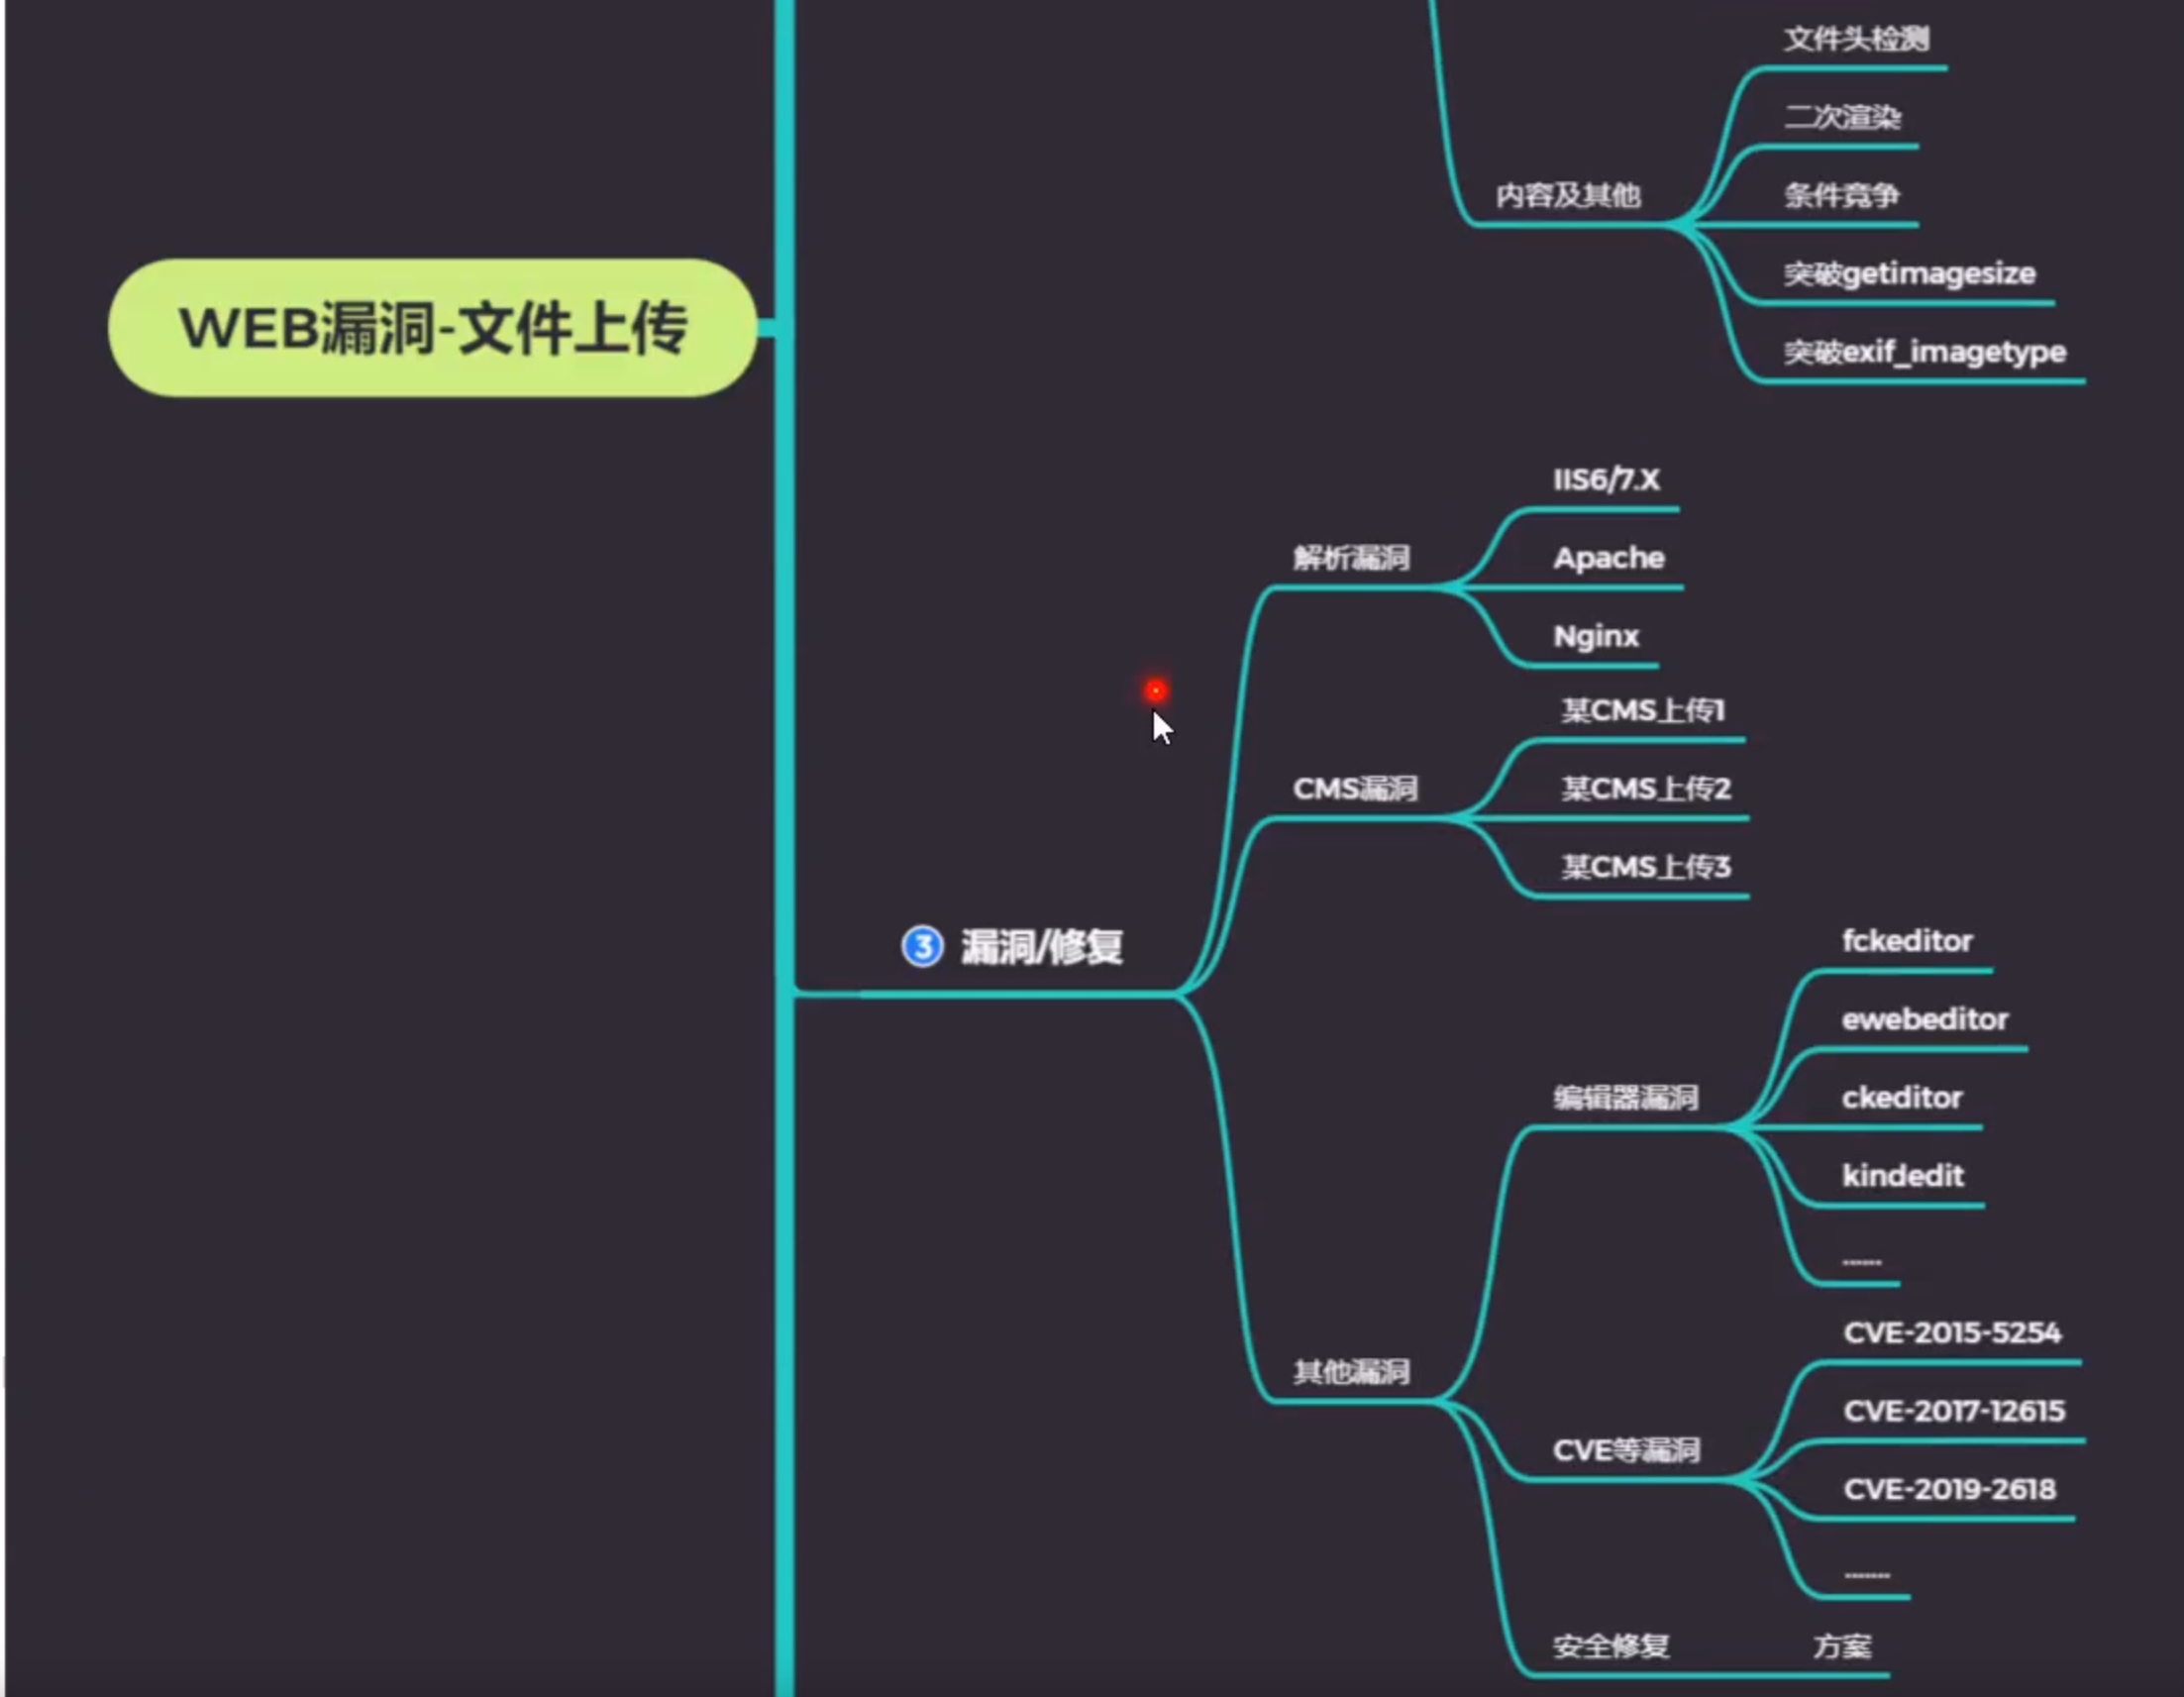 文件头检测
二次渲染
内容及其他
条件竞争
突破getimagesize
突破exif_imagetype
WEB漏洞-文件上传
IIS6/7.X
解析漏洞
Apache
Nginx
某CMS上传1
CMS漏洞
某CMS上传2
某CMS上传3
3 漏洞/修复
fckeditor
ewebeditor
编辑器漏洞
ckeditor
kindedit
......
其他漏洞
CVE-2015-5254
CVE-2017-12615
CVE等漏洞
CVE-2019-2618
.......
安全修复
方案